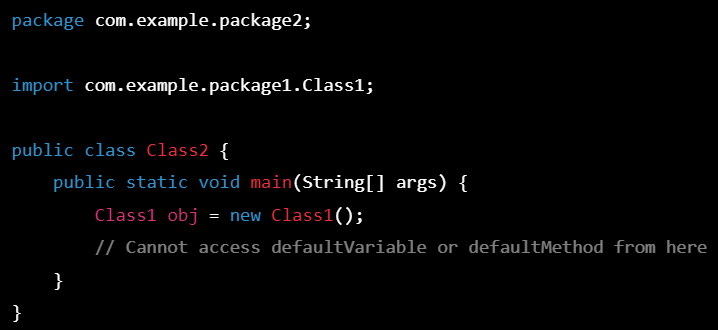 package com.example.package2;
import com.example.package1.Class1;
public class Class2 {
    public static void main(String[] args) {
        Class1 obj = new Class1();
        // Cannot access defaultVariable or defaultMethod from here
    }
}